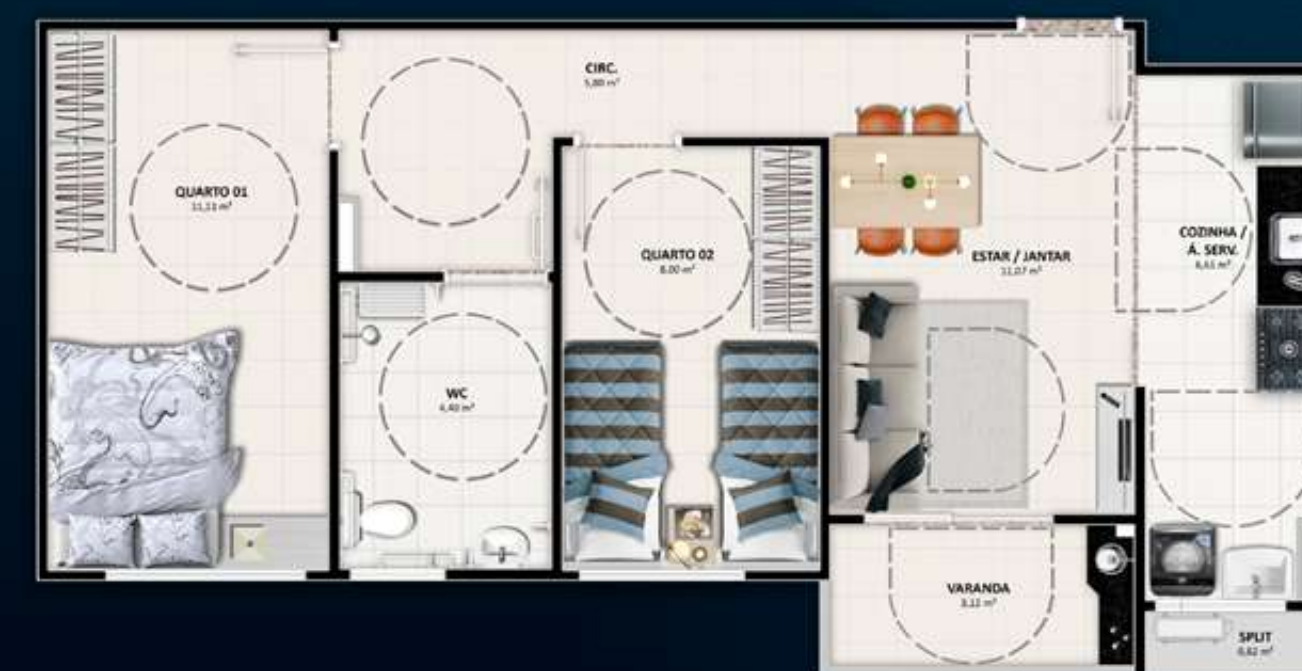 CIRC.
5,80 m²
QUARTO 01
11,11 m²
QUARTO 02
8,00 m²
ESTAR / JANTAR
11,07 m²
COZINHA /
Á. SERV.
WC
4,40 m²
VARANDA
3,12 m²
SPLIT
0,82 m²